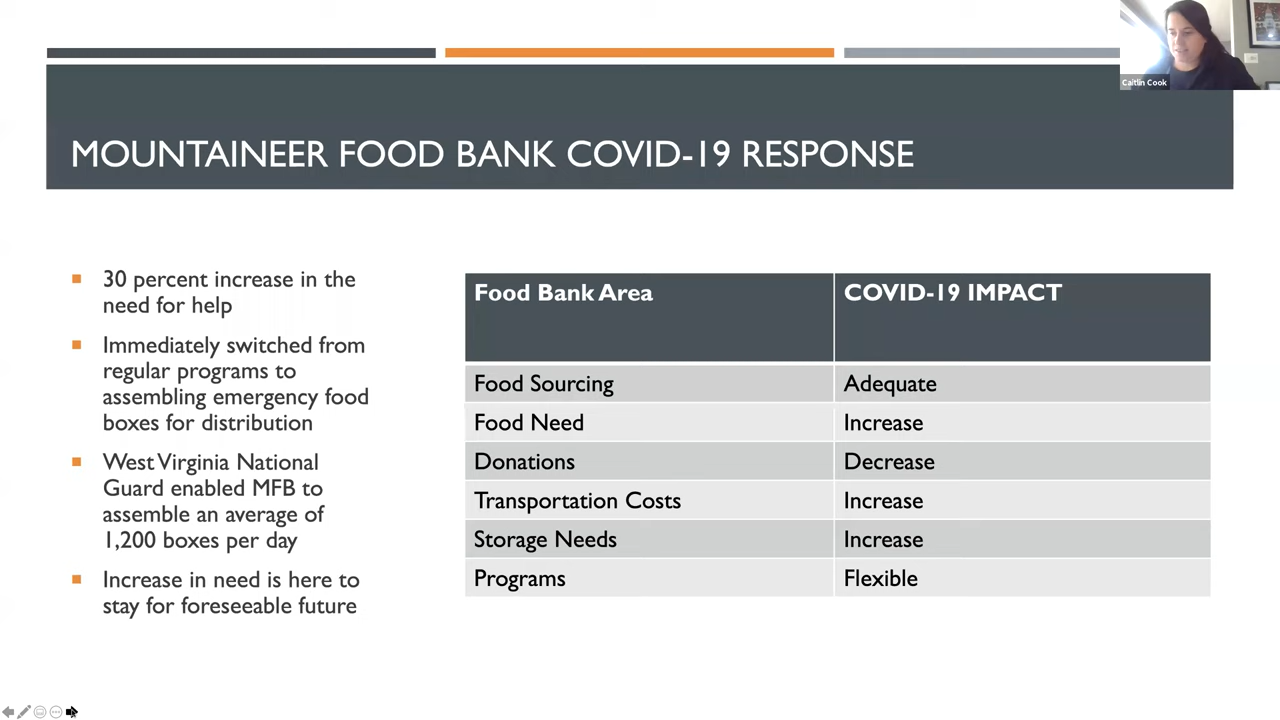 Caitlin Cook
MOUNTAINEER FOOD BANK COVID-19 RESPONSE
30 percent increase in the
need for help
Immediately switched from
regular programs to
assembling emergency food
boxes for distribution
West Virginia National
Guard enabled MFB to
assemble an average of
1,200 boxes per day
Increase in need is here to
stay for foreseeable future
Food Bank Area COVID-19 IMPACT
Food Sourcing Adequate
Food Need Increase
Donations Decrease
Transportation Costs Increase
Storage Needs Increase
Programs Flexible